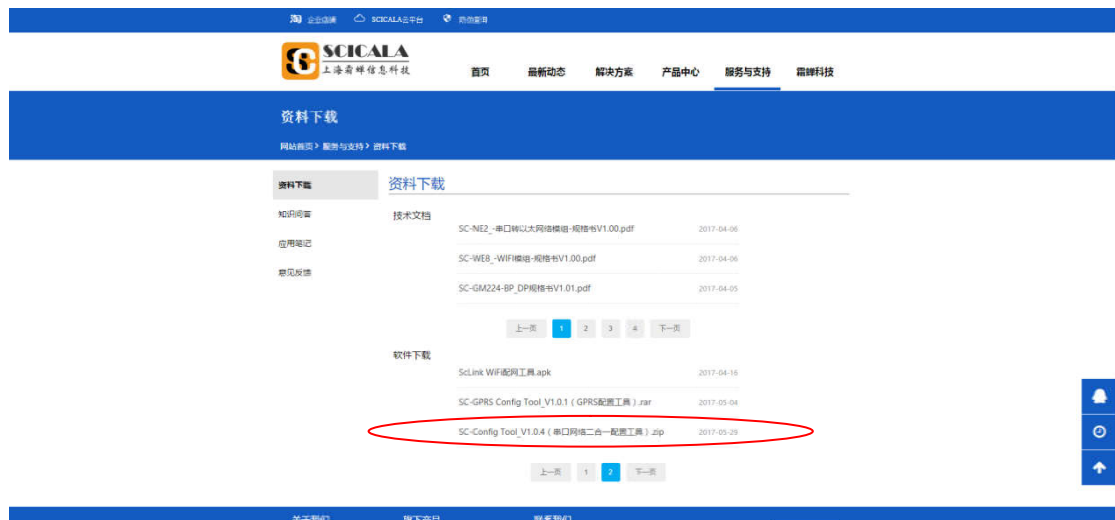 淘 企业店铺 SCICALA云平台 防伪查询
SCICALA
上海霜蝉信息科技
首页 最新动态 解决方案 产品中心 服务与支持 霜蝉科技
资料下载
网站首页> 服务与支持> 资料下载
资料下载
知识问答
应用笔记
意见反馈
资料下载
技术文档
SC-NE2_-串口转以太网络模组-规格书V1.00.pdf 2017-04-06
SC-WE8_-WIFI模组-规格书V1.00.pdf 2017-04-06
SC-GM224-BP_DP规格书V1.01.pdf 2017-04-05
上一页 1 2 3 4 下一页
软件下载
ScLink WiFi配网工具.apk 2017-04-16
SC-GPRS Config Tool_V1.0.1（GPRS配置工具）.rar 2017-05-04
SC-Config Tool_V1.0.4（串口网络二合一配置工具）.zip 2017-05-29
上一页 1 2 下一页
关于我们 旗下产品 联系我们